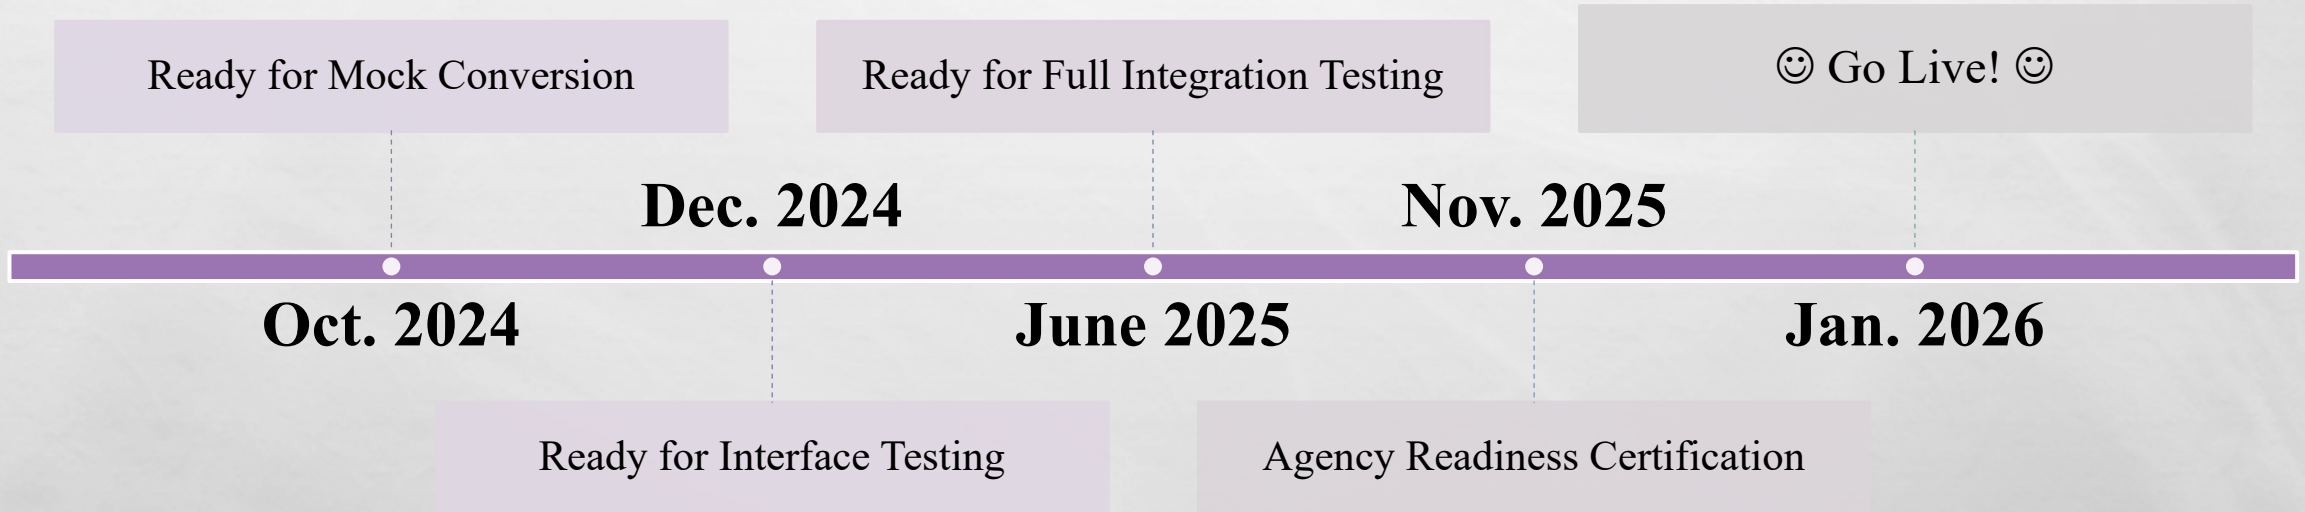 Ready for Mock Conversion
Ready for Full Integration Testing
☺ Go Live! ☺
Dec. 2024
Nov. 2025
Oct. 2024
June 2025
Jan. 2026
Ready for Interface Testing
Agency Readiness Certification